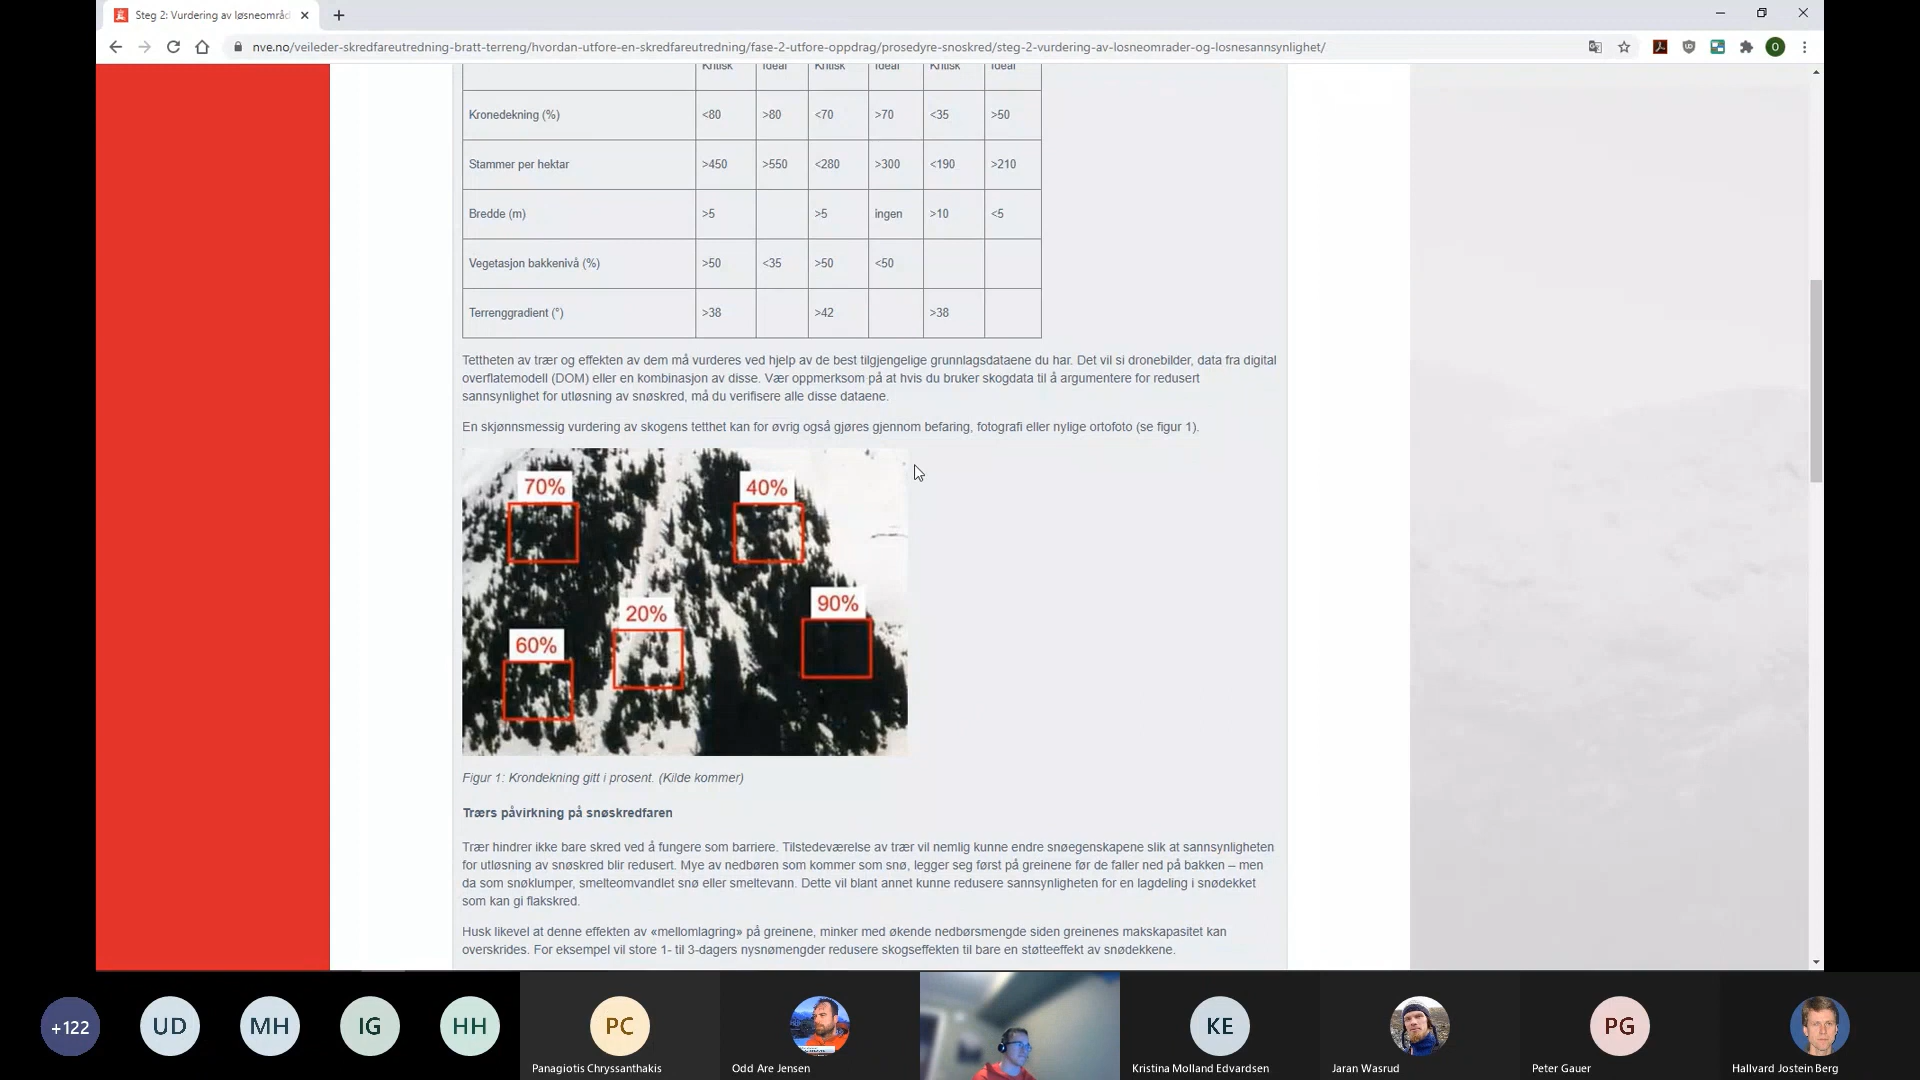 Steg 2: Vurdering av løsneområd
nve.no/veileder-skredfareutredning-bratt-terreng/hvordan-utfore-en-skredfareutredning/fase-2-utfore-oppdrag/prosedyre-snoskred/steg-2-vurdering-av-losneomrader-og-losnesannsynlighet/
O
Kritisk Ideal Kritisk Ideal Kritisk Ideal
Kronedekning (%) <80 >80 <70 >70 <35 >50
Stammer per hektar >450 >550 <280 >300 <190 >210
Bredde (m) >5 >5 ingen >10 <5
Vegetasjon bakkenivå (%) >50 <35 >50 <50
Terrenggradient (°) >38 >42 >38
Tettheten av trær og effekten av dem må vurderes ved hjelp av de best tilgjengelige grunnlagsdataene du har. Det vil si dronebilder, data fra digital
overflatemodell (DOM) eller en kombinasjon av disse. Vær oppmerksom på at hvis du bruker skogdata til å argumentere for redusert
sannsynlighet for utløsning av snøskred, må du verifisere alle disse dataene.
En skjønnsmessig vurdering av skogens tetthet kan for øvrig også gjøres gjennom befaring, fotografi eller nylige ortofoto (se figur 1).
70%
40%
90%
20%
60%
Figur 1: Krondekning gitt i prosent. (Kilde kommer)
Trærs påvirkning på snøskredfaren
Trær hindrer ikke bare skred ved å fungere som barriere. Tilstedeværelse av trær vil nemlig kunne endre snøegenskapene slik at sannsynligheten
for utløsning av snøskred blir redusert. Mye av nedbøren som kommer som snø, legger seg først på greinene før de faller ned på bakken – men
da som snøklumper, smelteomvandlet snø eller smeltevann. Dette vil blant annet kunne redusere sannsynligheten for en lagdeling i snødekket
som kan gi flakskred.
Husk likevel at denne effekten av «mellomlagring» på greinene, minker med økende nedbørsmengde siden greinenes makskapasitet kan
overskrides. For eksempel vil store 1- til 3-dagers nysnømengder redusere skogseffekten til bare en støtteeffekt av snødekkene.
+122 UD MH IG HH PC KE PG
Panagiotis Chryssanthakis Odd Are Jensen Kristina Molland Edvardsen Jaran Wasrud Peter Gauer Hallvard Jostein Berg